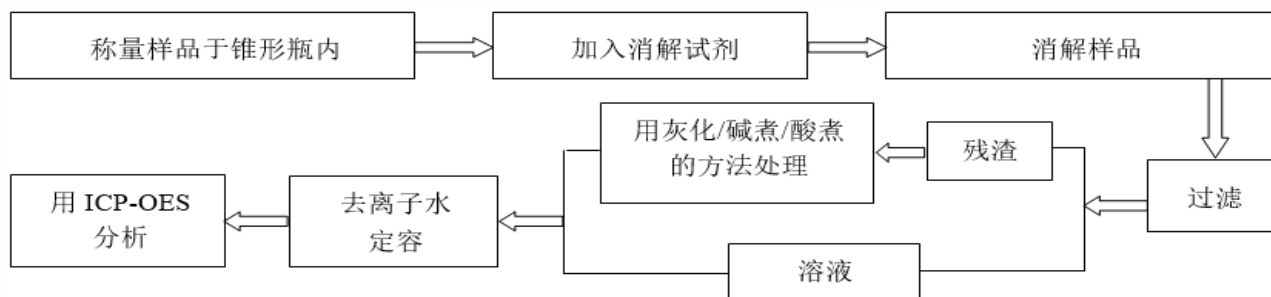 称量样品于锥形瓶内
加入消解试剂
消解样品
过滤
残渣
用灰化/碱煮/酸煮
的方法处理
溶液
去离子水
定容
用 ICP-OES
分析